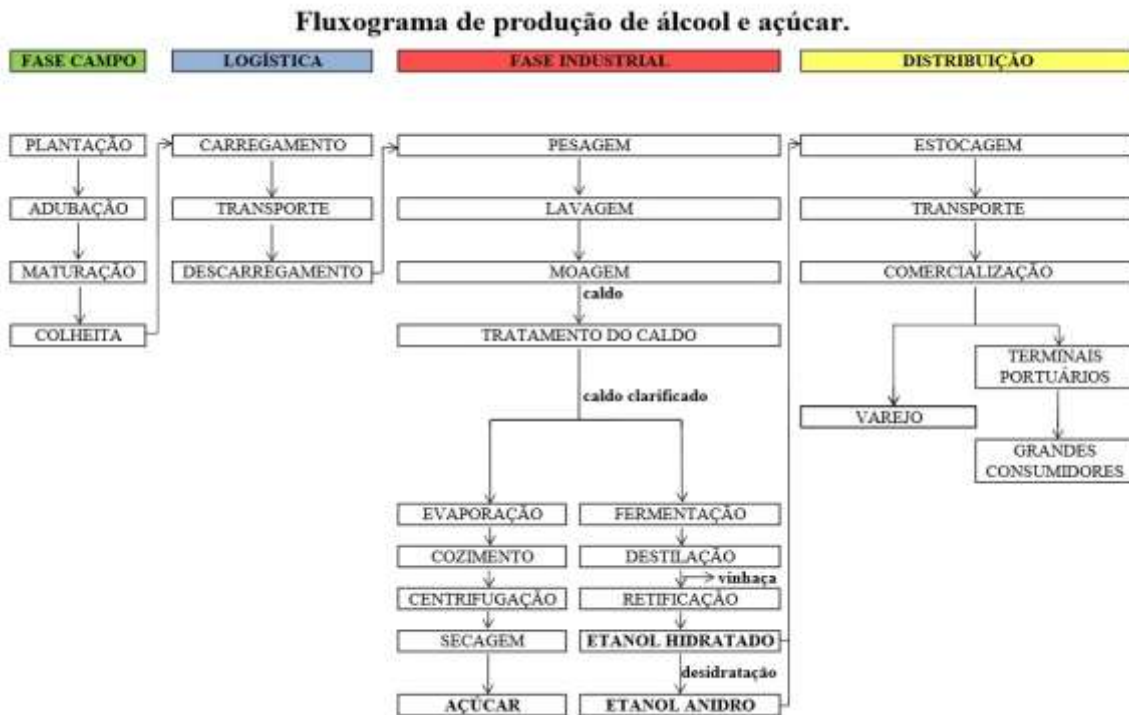 Fluxograma de produção de álcool e açúcar.
FASE CAMPO
LOGÍSTICA
FASE INDUSTRIAL
DISTRIBUIÇÃO
PLANTAÇÃO
ADUBAÇÃO
MATURAÇÃO
COLHEITA
CARREGAMENTO
TRANSPORTE
DESCARREGAMENTO
PESAGEM
LAVAGEM
MOAGEM
caldo
TRATAMENTO DO CALDO
caldo clarificado
EVAPORAÇÃO
COZIMENTO
CENTRIFUGAÇÃO
SECAGEM
AÇÚCAR
FERMENTAÇÃO
DESTILAÇÃO
vinhaça
RETIFICAÇÃO
ETANOL HIDRATADO
desidratação
ETANOL ANIDRO
ESTOCAGEM
TRANSPORTE
COMERCIALIZAÇÃO
VAREJO
TERMINAIS
PORTUÁRIOS
GRANDES
CONSUMIDORES